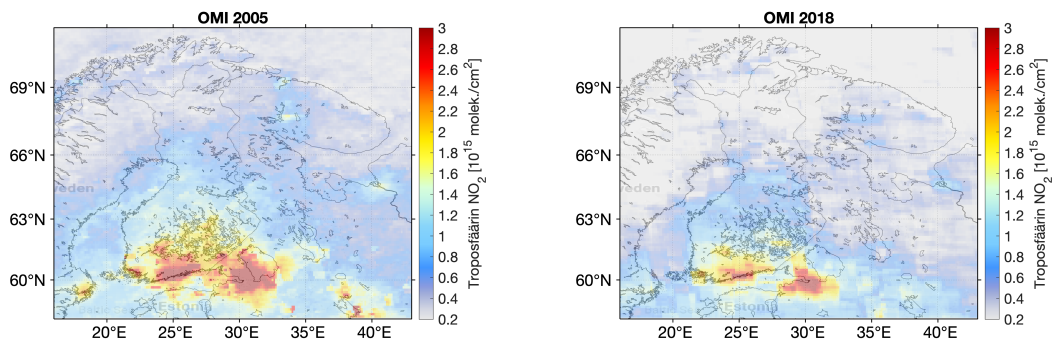 OMI 2005
69°N
66°N
63°N
60°N
20°E 25°E 30°E 35°E 40°E
weden
Estonia
3
2.8
2.6
2.4
2.2
2
1.8
1.6
1.4
1.2
1
0.8
0.6
0.4
0.2
Troposfäärin NO2 [10^15 molek./cm^2]
OMI 2018
69°N
66°N
63°N
60°N
20°E 25°E 30°E 35°E 40°E
weden
Estonia
3
2.8
2.6
2.4
2.2
2
1.8
1.6
1.4
1.2
1
0.8
0.6
0.4
0.2
Troposfäärin NO2 [10^15 molek./cm^2]